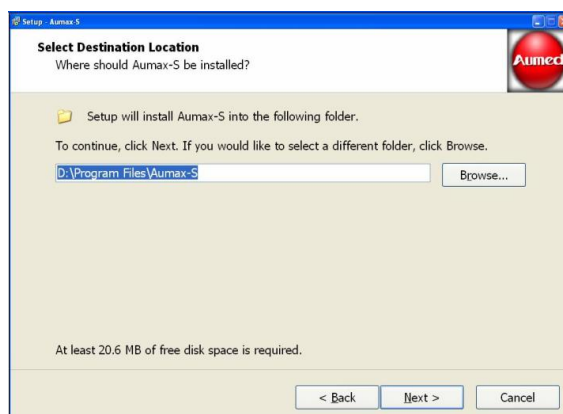 Setup - Aumax-S
Select Destination Location
Where should Aumax-S be installed?
Aumed
Setup will install Aumax-S into the following folder.
To continue, click Next. If you would like to select a different folder, click Browse.
D:\Program Files\Aumax-S
Browse...
At least 20.6 MB of free disk space is required.
< Back
Next >
Cancel